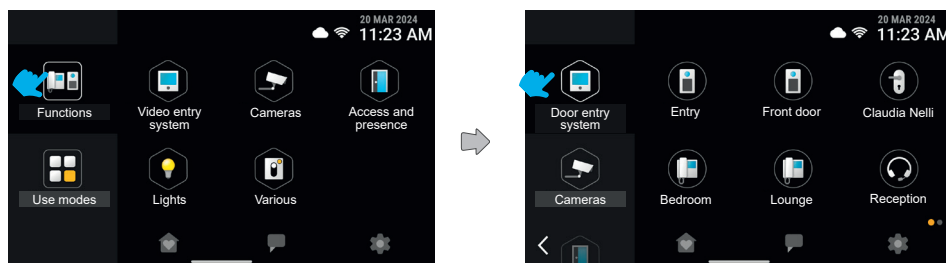 20 MAR 2024
11:23 AM
Functions
Video entry
system
Cameras
Access and
presence
Use modes
Lights
Various
20 MAR 2024
11:23 AM
Door entry
system
Entry
Front door
Claudia Nelli
Cameras
Bedroom
Lounge
Reception